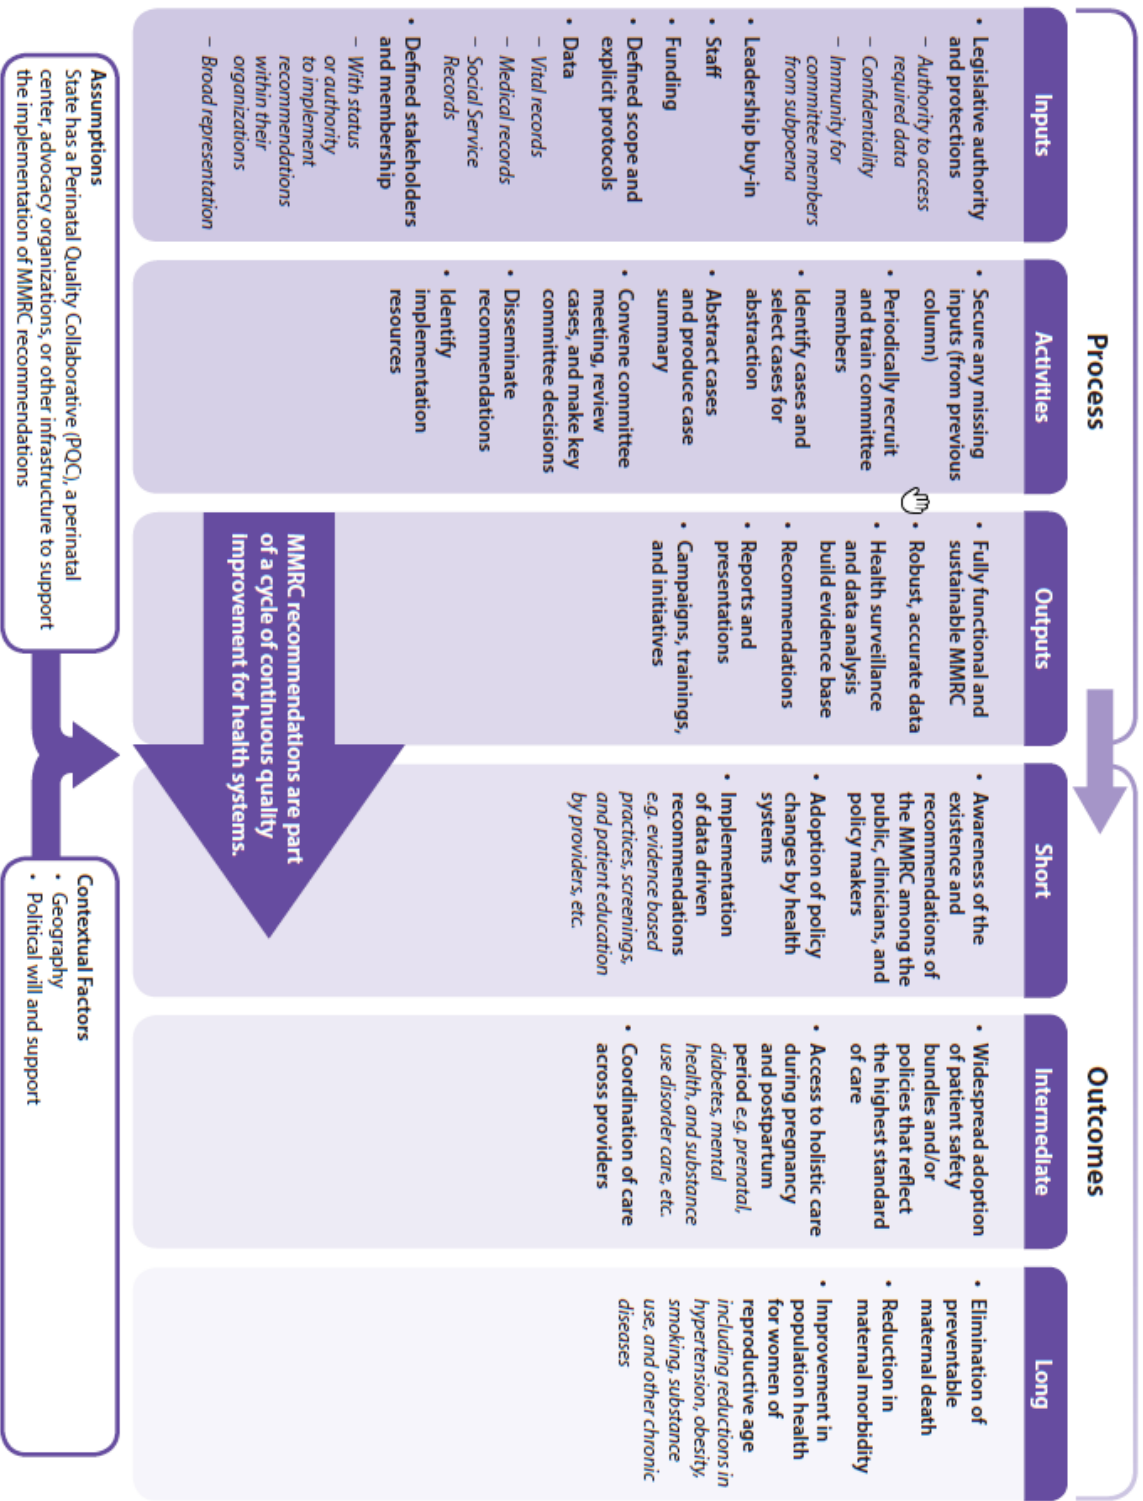 Process
Outcomes
Inputs
• Legislative authority
and protections
– Authority to access
required data
– Confidentiality
– Immunity for
committee members
from subpoena
• Leadership buy-in
• Staff
• Funding
• Defined scope and
explicit protocols
• Data
– Vital records
– Medical records
– Social Service
Records
• Defined stakeholders
and membership
– With status
or authority
to implement
recommendations
within their
organizations
– Broad representation
Activities
• Secure any missing
inputs (from previous
column)
• Periodically recruit
and train committee
members
• Identify cases and
select cases for
abstraction
• Abstract cases
and produce case
summary
• Convene committee
meeting, review
cases, and make key
committee decisions
• Disseminate
recommendations
• Identify
implementation
resources
Outputs
• Fully functional and
sustainable MMRC
• Robust, accurate data
• Health surveillance
and data analysis
build evidence base
• Recommendations
• Reports and
presentations
• Campaigns, trainings,
and initiatives
Short
• Awareness of the
existence and
recommendations of
the MMRC among the
public, clinicians, and
policy makers
• Adoption of policy
changes by health
systems
• Implementation
of data driven
recommendations
e.g. evidence based
practices, screenings,
and patient education
by providers, etc.
Intermediate
• Widespread adoption
of patient safety
bundles and/or
policies that reflect
the highest standard
of care
• Access to holistic care
during pregnancy
and postpartum
period e.g. prenatal,
diabetes, mental
health, and substance
use disorder care, etc.
• Coordination of care
across providers
Long
• Elimination of
preventable
maternal death
• Reduction in
maternal morbidity
• Improvement in
population health
for women of
reproductive age
including reductions in
hypertension, obesity,
smoking, substance
use, and other chronic
diseases
MMRC recommendations are part
of a cycle of continuous quality
Improvement for health systems.
Assumptions
State has a Perinatal Quality Collaborative (PQC), a perinatal
center, advocacy organizations, or other infrastructure to support
the implementation of MMRC recommendations
Contextual Factors
• Geography
• Political will and support